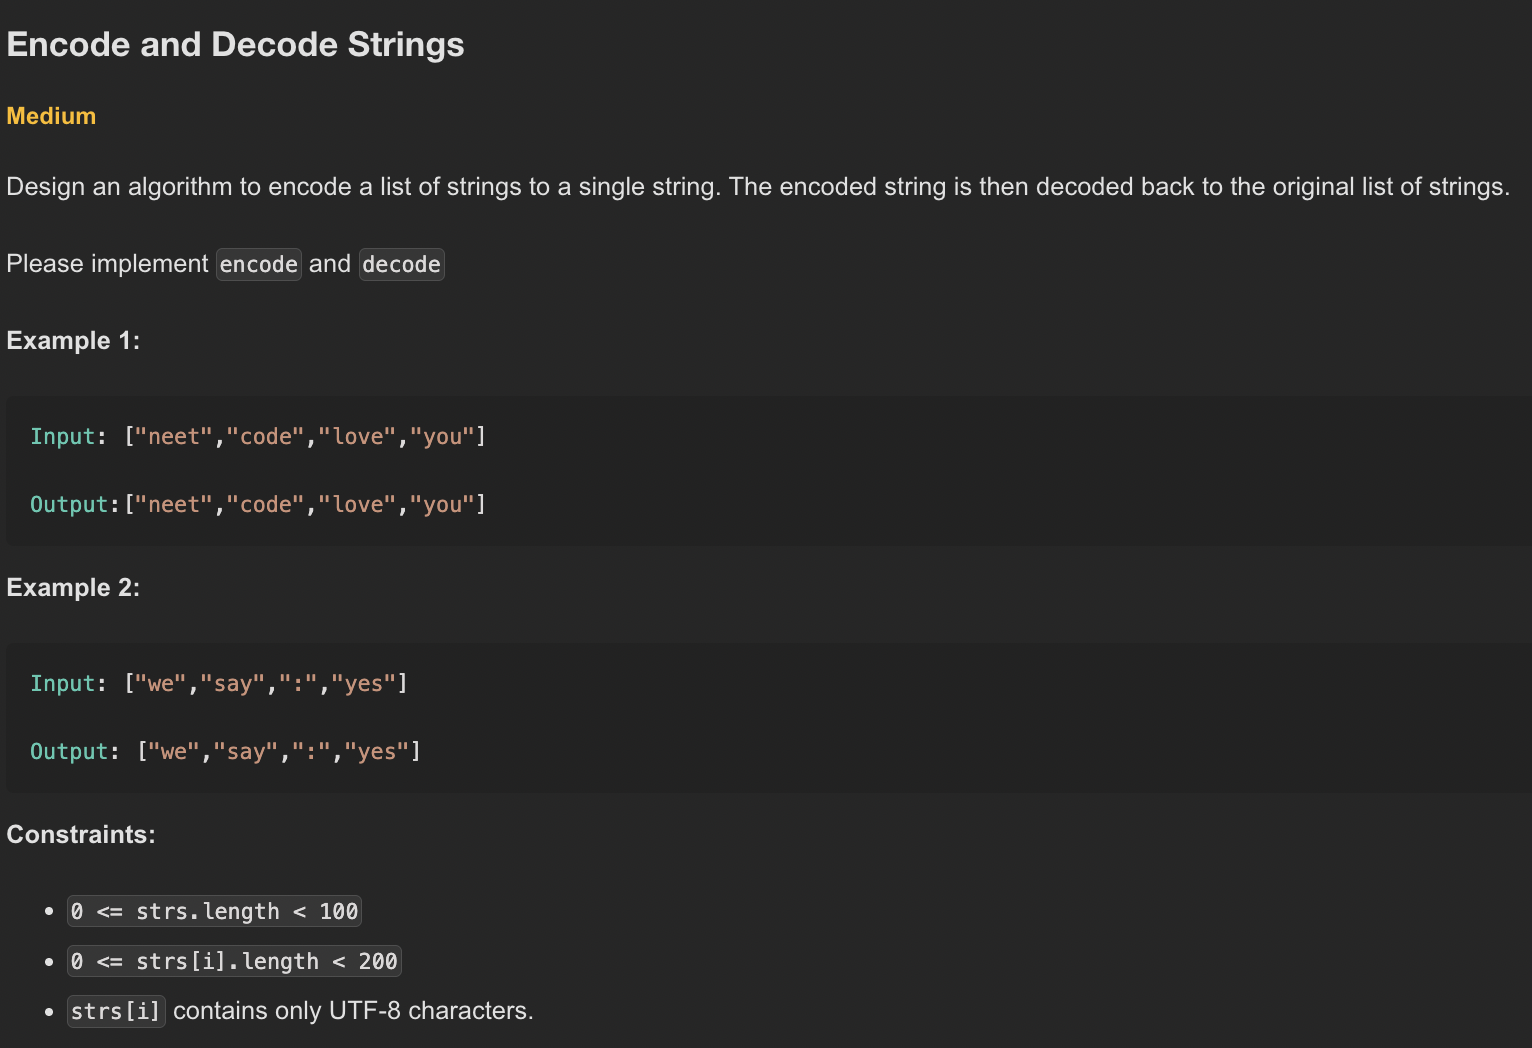 Encode and Decode Strings
Medium
Design an algorithm to encode a list of strings to a single string. The encoded string is then decoded back to the original list of strings.
Please implement encode and decode
Example 1:
Input: ["neet","code","love","you"]
Output:["neet","code","love","you"]
Example 2:
Input: ["we","say",":","yes"]
Output: ["we","say",":","yes"]
Constraints:
• 0 <= strs.length < 100
• 0 <= strs[i].length < 200
• strs[i] contains only UTF-8 characters.